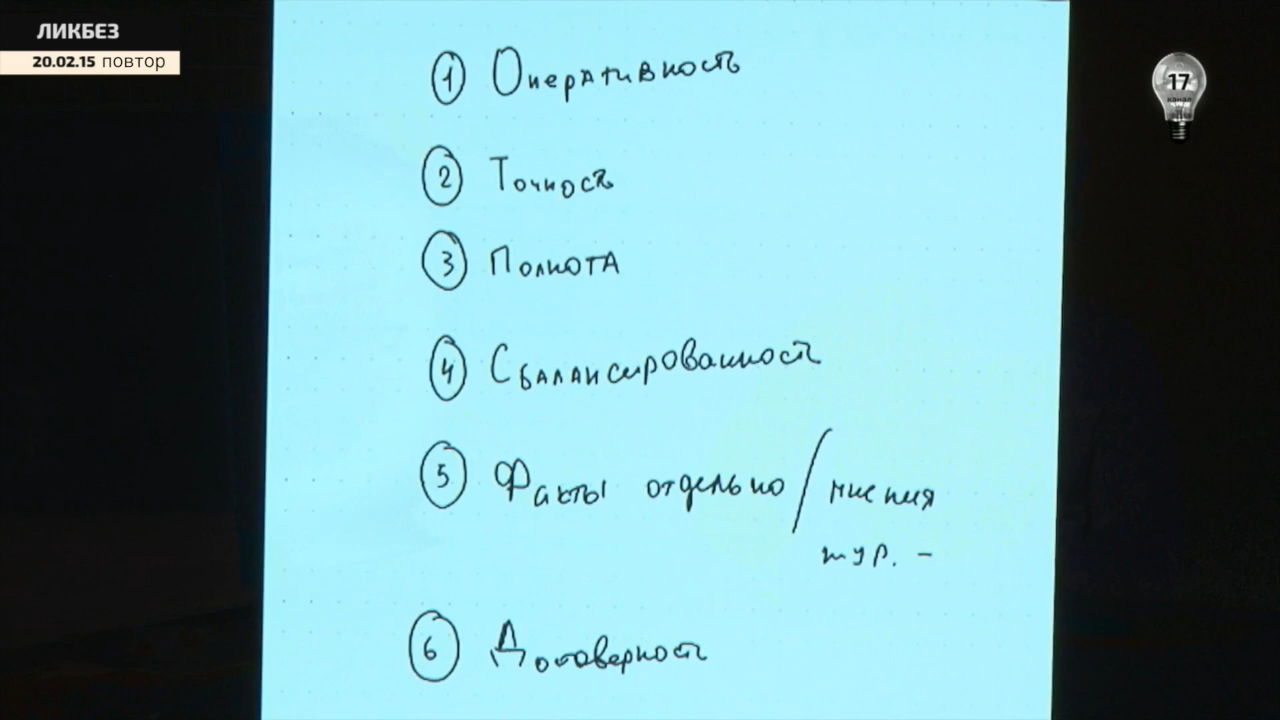 ЛИКБЕЗ
20.02.15 повтор
17
канал
1 Оперативность
2 Точность
3 Полнота
4 Сбалансированность
5 Факты отдельно / мнения
жур. –
6 Достоверность